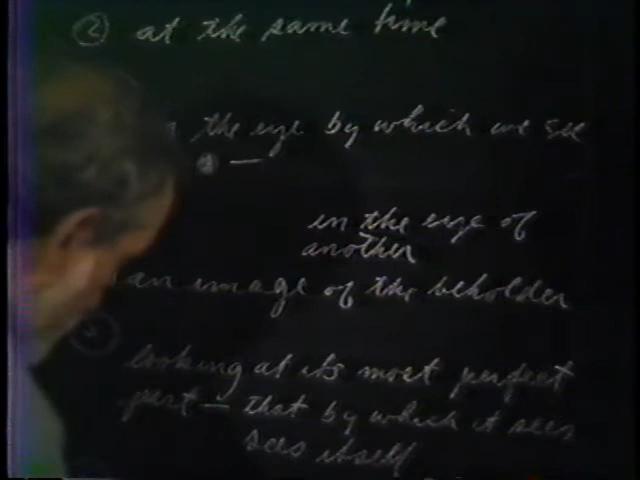 ② at the same time
the eye by which we see
—
in the eye of
another
an image of the beholder
looking at its most perfect
part — that by which it sees
sees itself